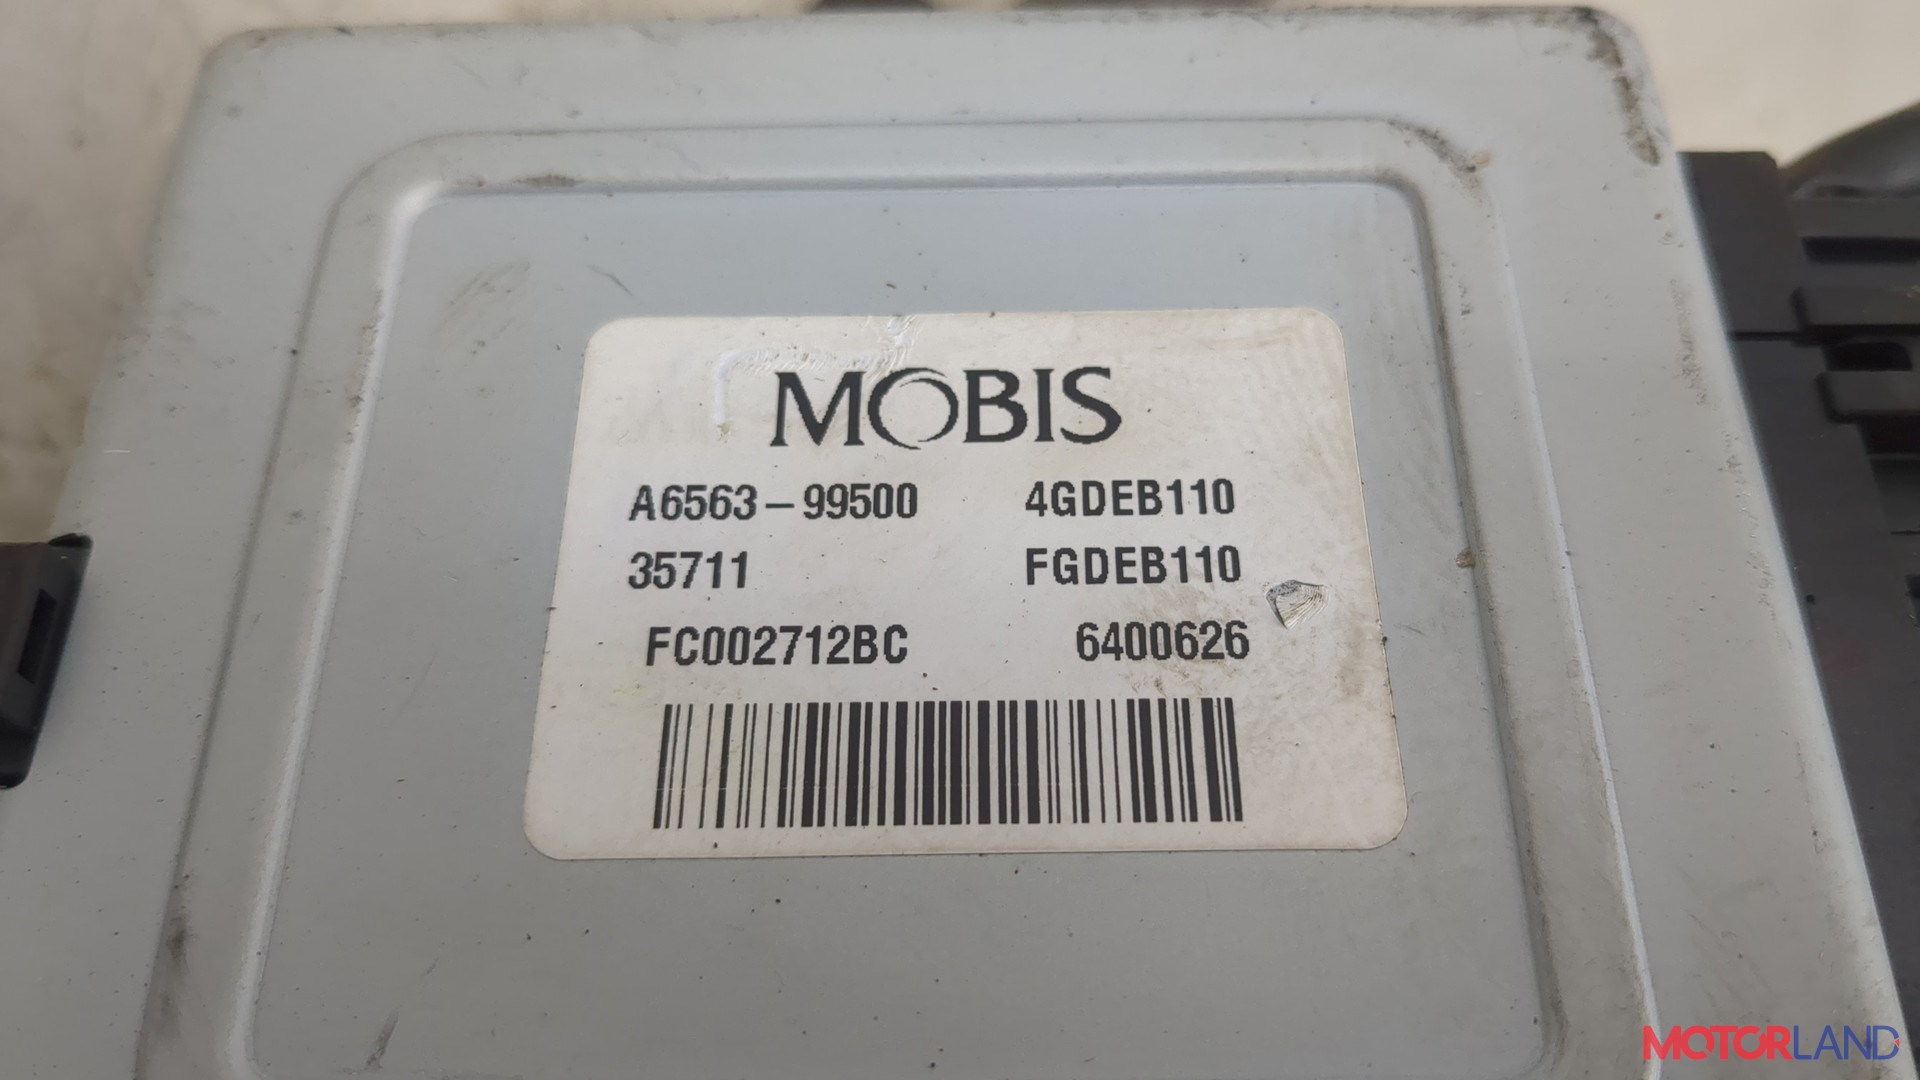 MOBIS
A6563-99500 4GDEB110
35711 FGDEB110
FC002712BC 6400626
MOTORLAND